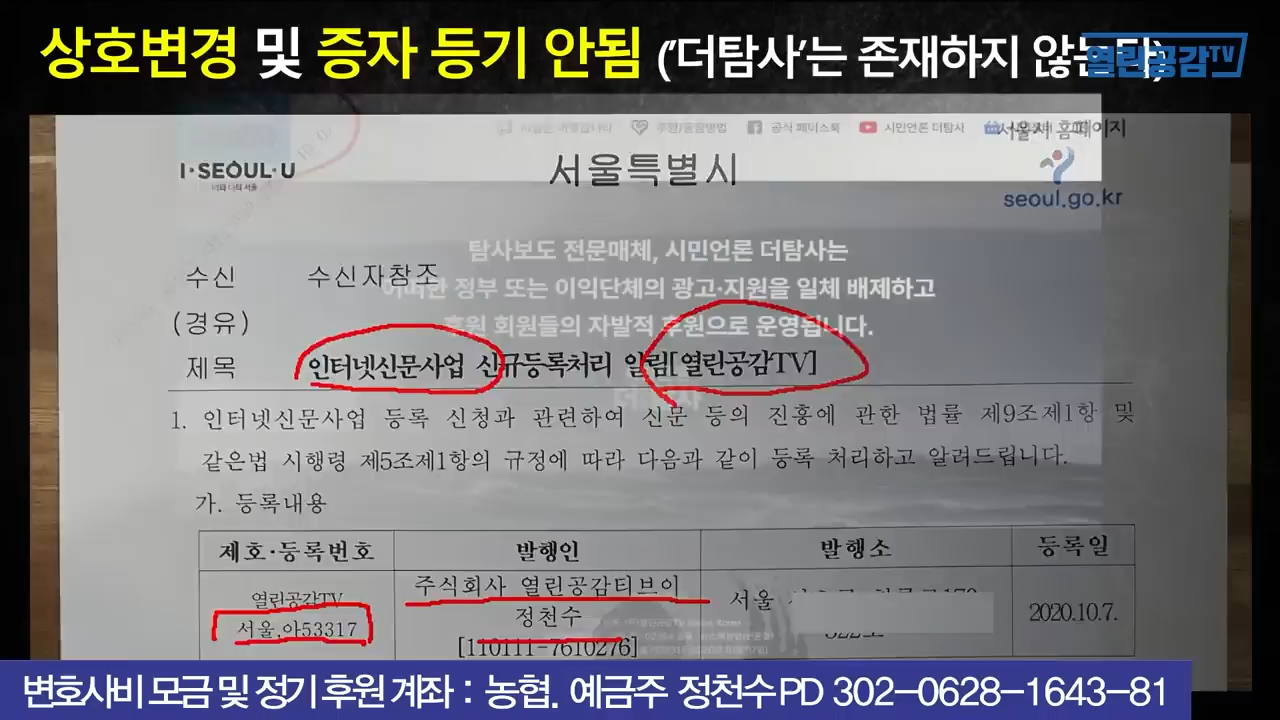 상호변경 및 증자 등기 안됨 ('더탐사'는 존재하지 않는다)
열린공감TV
공식 페이스북
시민언론 더탐사
서울시 홈페이지
I·SEOUL·U
너와 나의 서울
서울특별시
seoul.go.kr
탐사보도 전문매체, 시민언론 더탐사는
수신 수신자참조
정부 또는 이익단체의 광고·지원을 일체 배제하고
(경유)
후원 회원들의 자발적 후원으로 운영됩니다.
제목 인터넷신문사업 신규등록처리 알림[열린공감TV]
1. 인터넷신문사업 등록 신청과 관련하여 신문 등의 진흥에 관한 법률 제9조제1항 및
같은법 시행령 제5조제1항의 규정에 따라 다음과 같이 등록 처리하고 알려드립니다.
가. 등록내용
제호·등록번호 발행인 발행소 등록일
열린공감TV 주식회사 열린공감티브이 서울
서울,아53317 정천수 2020.10.7.
[110111-7610276]
변호사비 모금 및 정기 후원 계좌 : 농협. 예금주 정천수PD 302-0628-1643-81